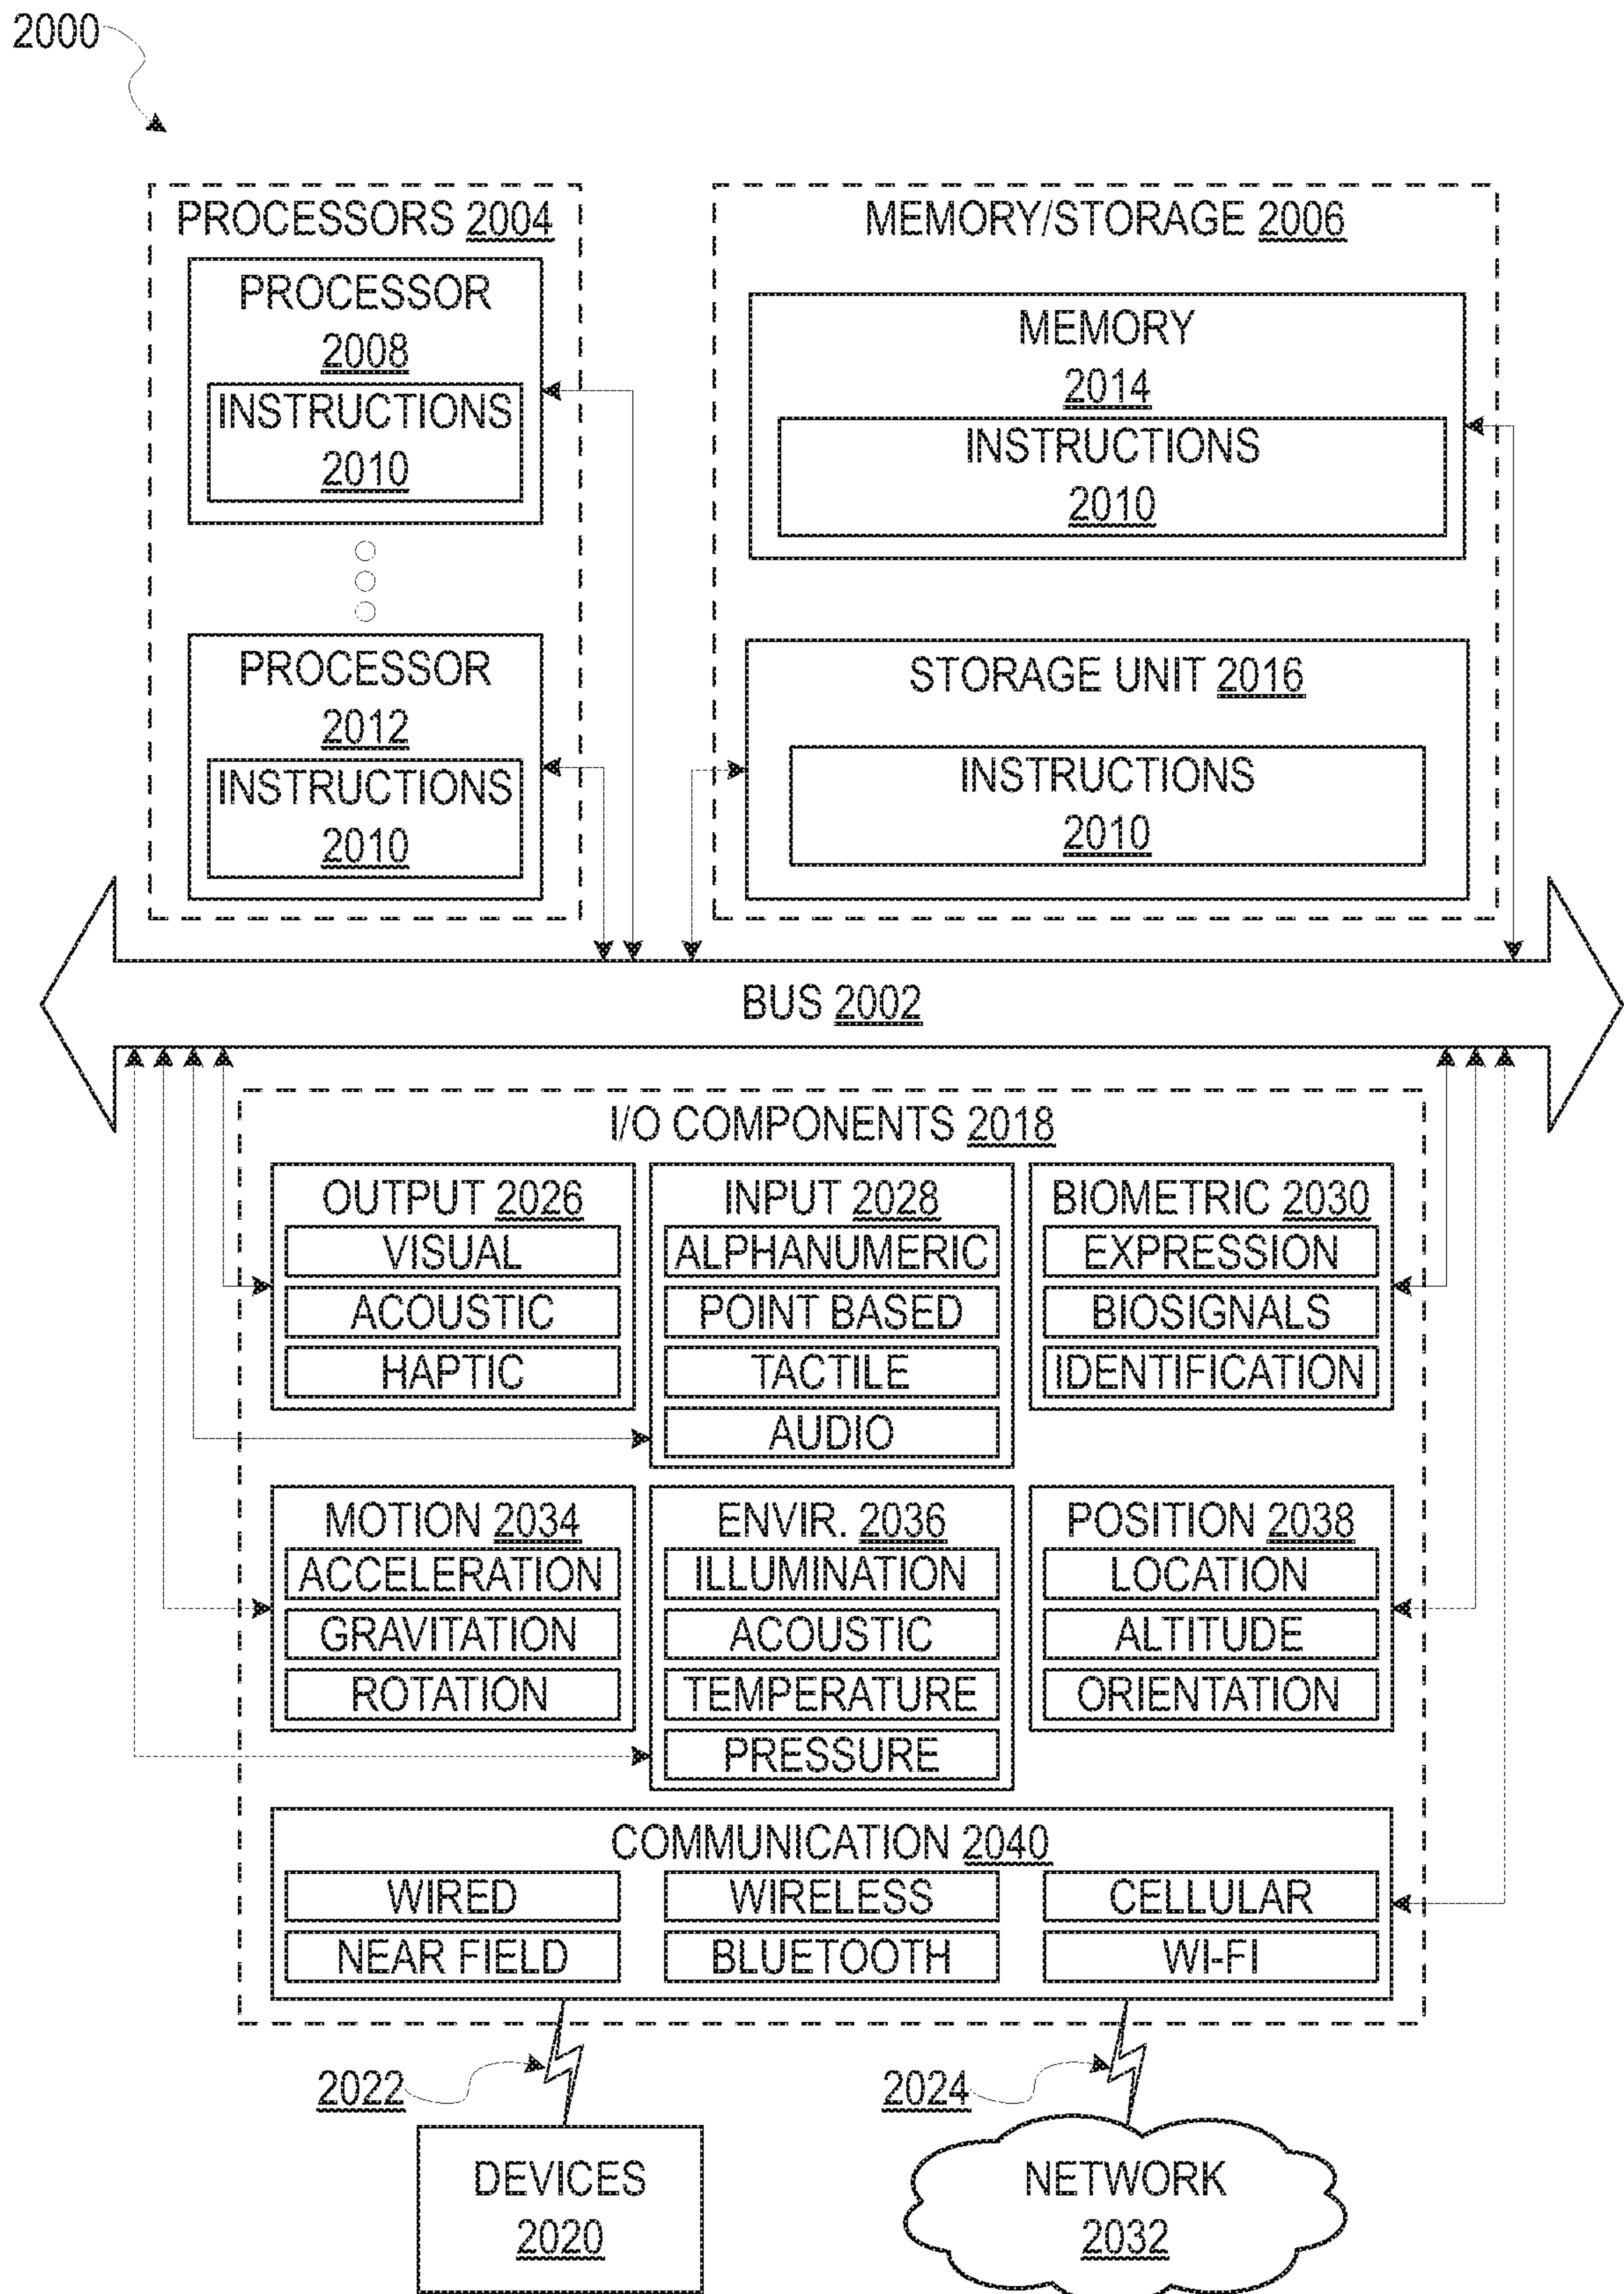 2000
PROCESSORS 2004
PROCESSOR
2008
INSTRUCTIONS
2010
PROCESSOR
2012
INSTRUCTIONS
2010
MEMORY/STORAGE 2006
MEMORY
2014
INSTRUCTIONS
2010
STORAGE UNIT 2016
INSTRUCTIONS
2010
BUS 2002
I/O COMPONENTS 2018
OUTPUT 2026
VISUAL
ACOUSTIC
HAPTIC
INPUT 2028
ALPHANUMERIC
POINT BASED
TACTILE
AUDIO
BIOMETRIC 2030
EXPRESSION
BIOSIGNALS
IDENTIFICATION
MOTION 2034
ACCELERATION
GRAVITATION
ROTATION
ENVIR. 2036
ILLUMINATION
ACOUSTIC
TEMPERATURE
PRESSURE
POSITION 2038
LOCATION
ALTITUDE
ORIENTATION
COMMUNICATION 2040
WIRED
WIRELESS
CELLULAR
NEAR FIELD
BLUETOOTH
WI-FI
2022
2024
DEVICES
2020
NETWORK
2032